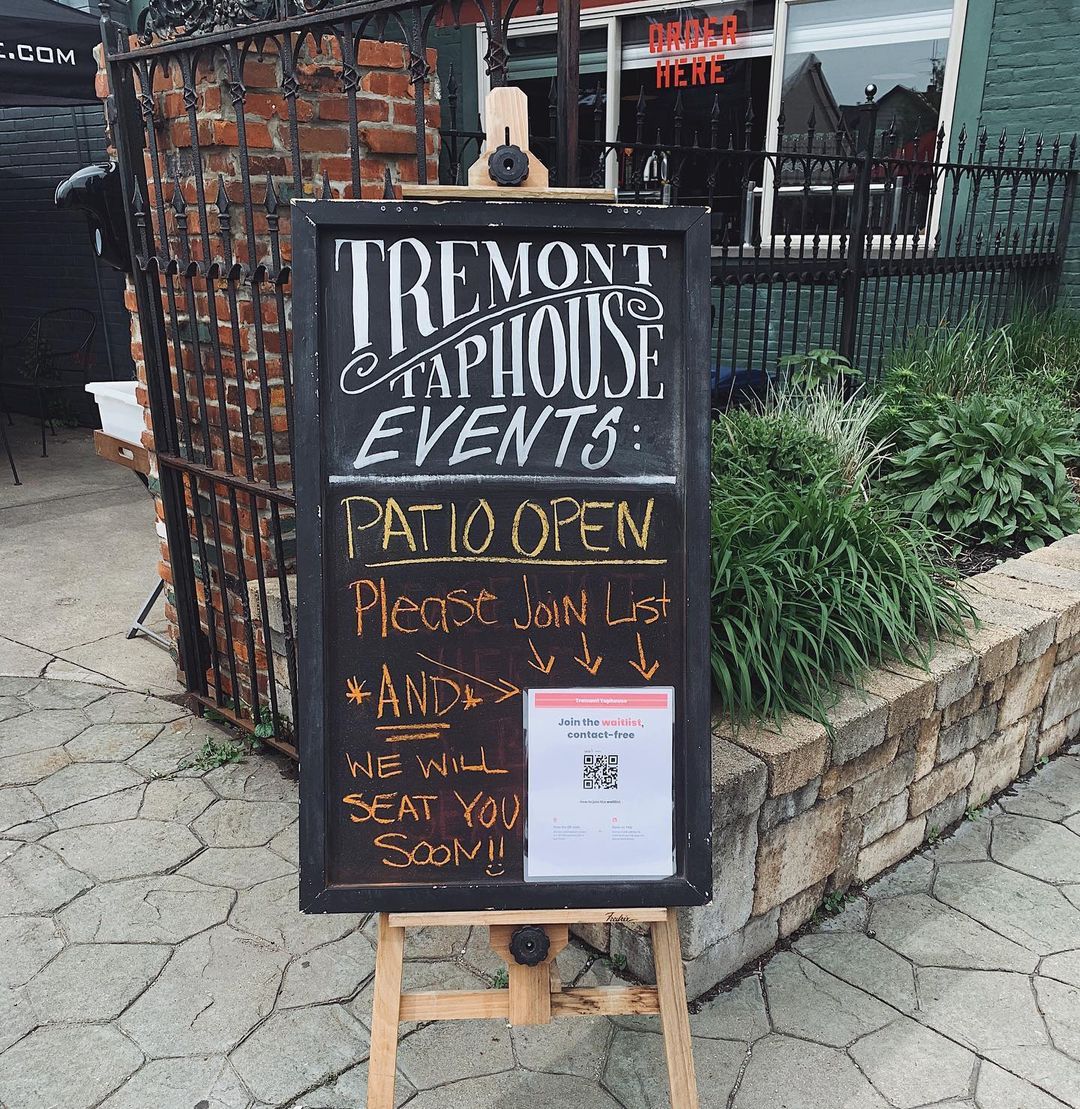 .COM
ORDER
HERE
TREMONT
TAPHOUSE
EVENTS:
PATIO OPEN
Please Join List
*AND*
WE WILL
SEAT YOU
SOON!!
Tremont Taphouse
Join the waitlist,
contact-free